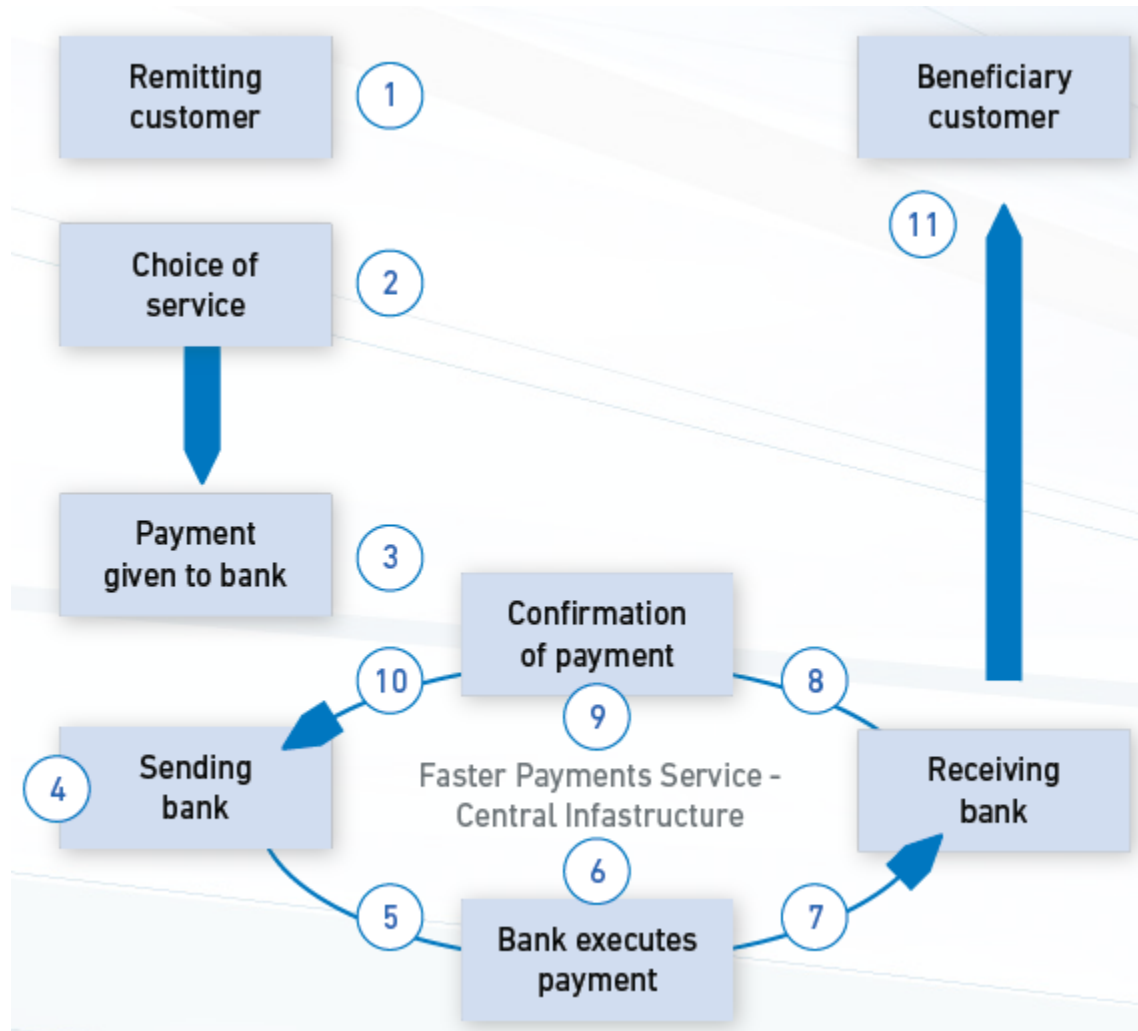 Remitting
customer
1
Beneficiary
customer
11
Choice of
service
2
Payment
given to bank
3
Confirmation
of payment
10
8
9
Sending
bank
4
Faster Payments Service -
Central Infastructure
Receiving
bank
6
5
7
Bank executes
payment